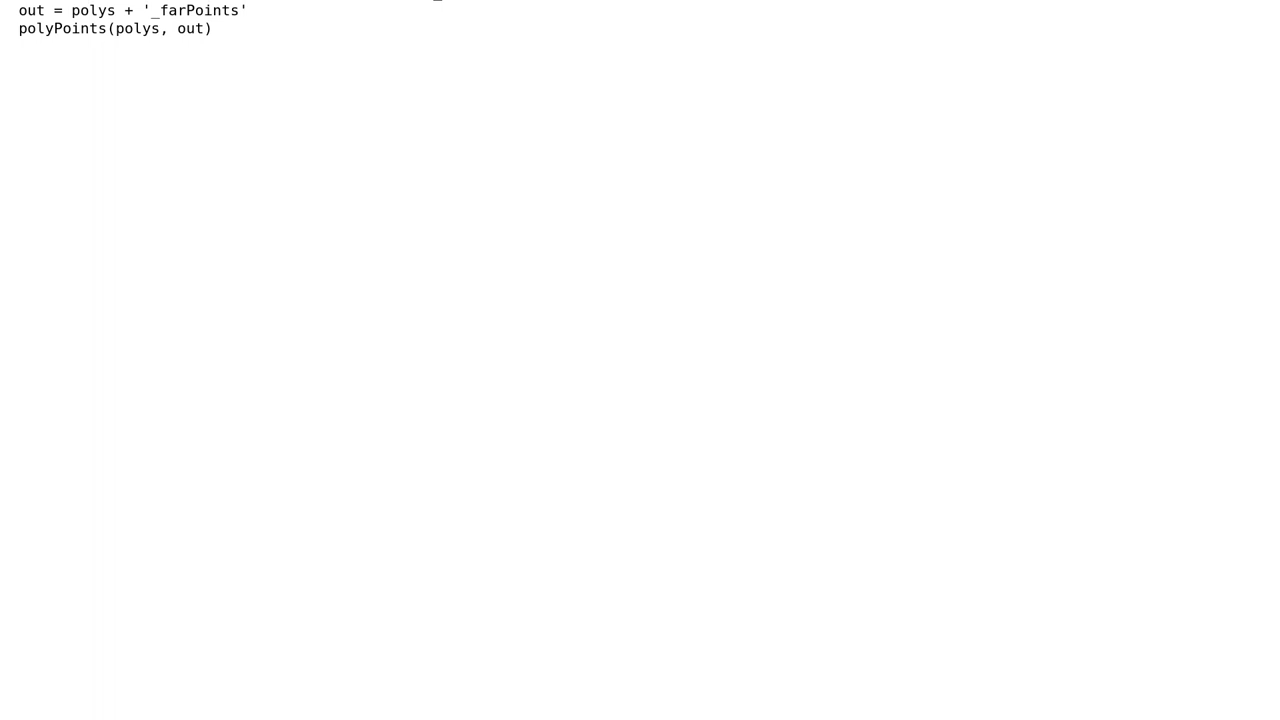 out = polys + '_farPoints'
polyPoints(polys, out)